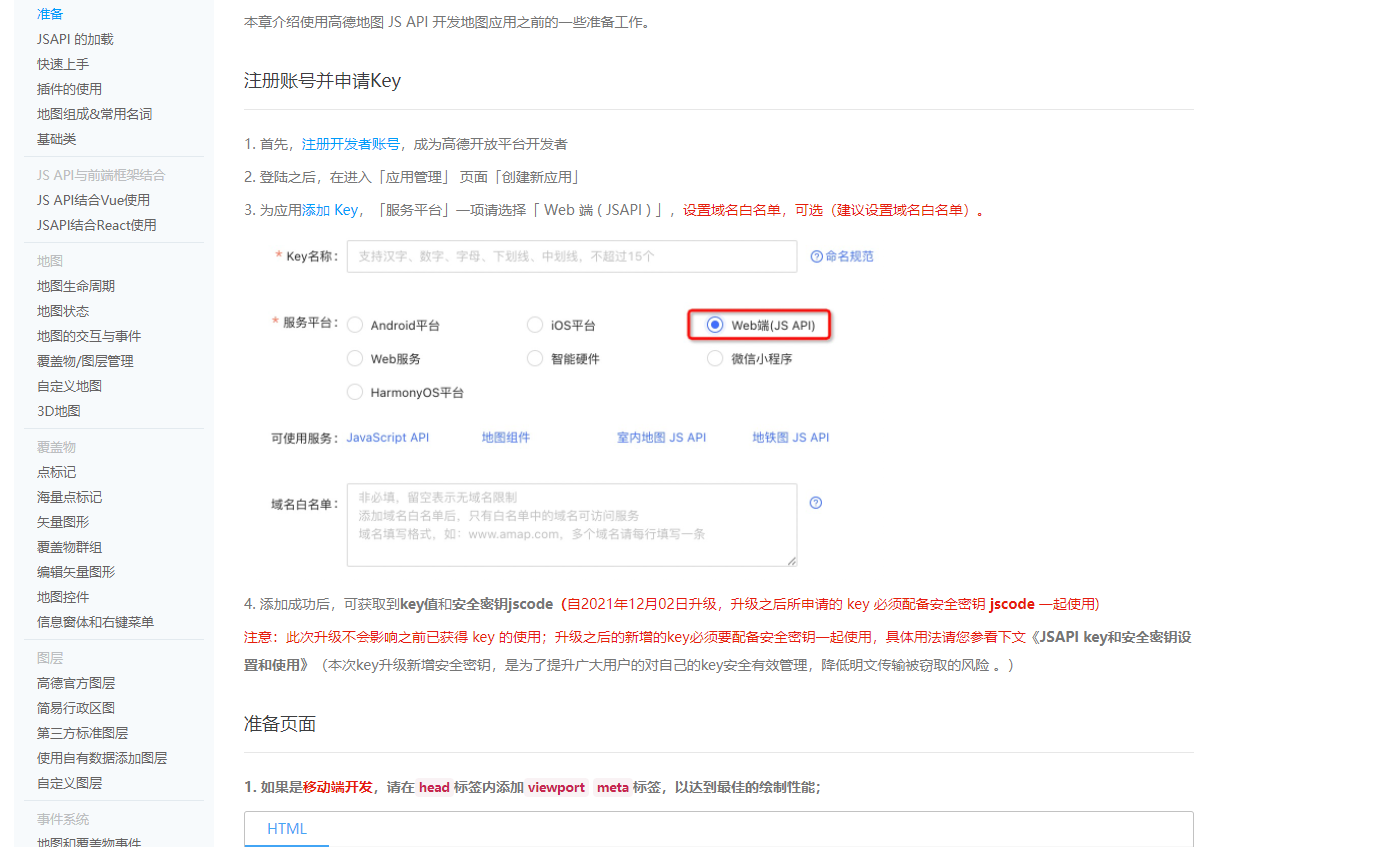 准备
JSAPI 的加载
快速上手
插件的使用
地图组成&常用名词
基础类
JS API与前端框架结合
JS API结合Vue使用
JSAPI结合React使用
地图
地图生命周期
地图状态
地图的交互与事件
覆盖物/图层管理
自定义地图
3D地图
覆盖物
点标记
海量点标记
矢量图形
覆盖物群组
编辑矢量图形
地图控件
信息窗体和右键菜单
图层
高德官方图层
简易行政区图
第三方标准图层
使用自有数据添加图层
自定义图层
事件系统
地图和覆盖物事件
本章介绍使用高德地图 JS API 开发地图应用之前的一些准备工作。
注册账号并申请Key
1. 首先，注册开发者账号，成为高德开放平台开发者
2. 登陆之后，在进入「应用管理」 页面「创建新应用」
3. 为应用添加 Key，「服务平台」一项请选择「 Web 端 ( JSAPI ) 」，设置域名白名单，可选（建议设置域名白名单）。
* Key名称： 支持汉字、数字、字母、下划线、中划线，不超过15个 命名规范
* 服务平台： Android平台 iOS平台 Web端(JS API)
Web服务 智能硬件 微信小程序
HarmonyOS平台
可使用服务： JavaScript API 地图组件 室内地图 JS API 地铁图 JS API
域名白名单： 非必填，留空表示无域名限制
添加域名白名单后，只有白名单中的域名可访问服务
域名填写格式，如：www.amap.com，多个域名请每行填写一条
4. 添加成功后，可获取到key值和安全密钥jscode（自2021年12月02日升级，升级之后所申请的 key 必须配备安全密钥 jscode 一起使用)
注意：此次升级不会影响之前已获得 key 的使用；升级之后的新增的key必须要配备安全密钥一起使用，具体用法请您参看下文《JSAPI key和安全密钥设
置和使用》（本次key升级新增安全密钥，是为了提升广大用户的对自己的key安全有效管理，降低明文传输被窃取的风险 。）
准备页面
1. 如果是移动端开发，请在 head 标签内添加 viewport meta 标签，以达到最佳的绘制性能；
HTML